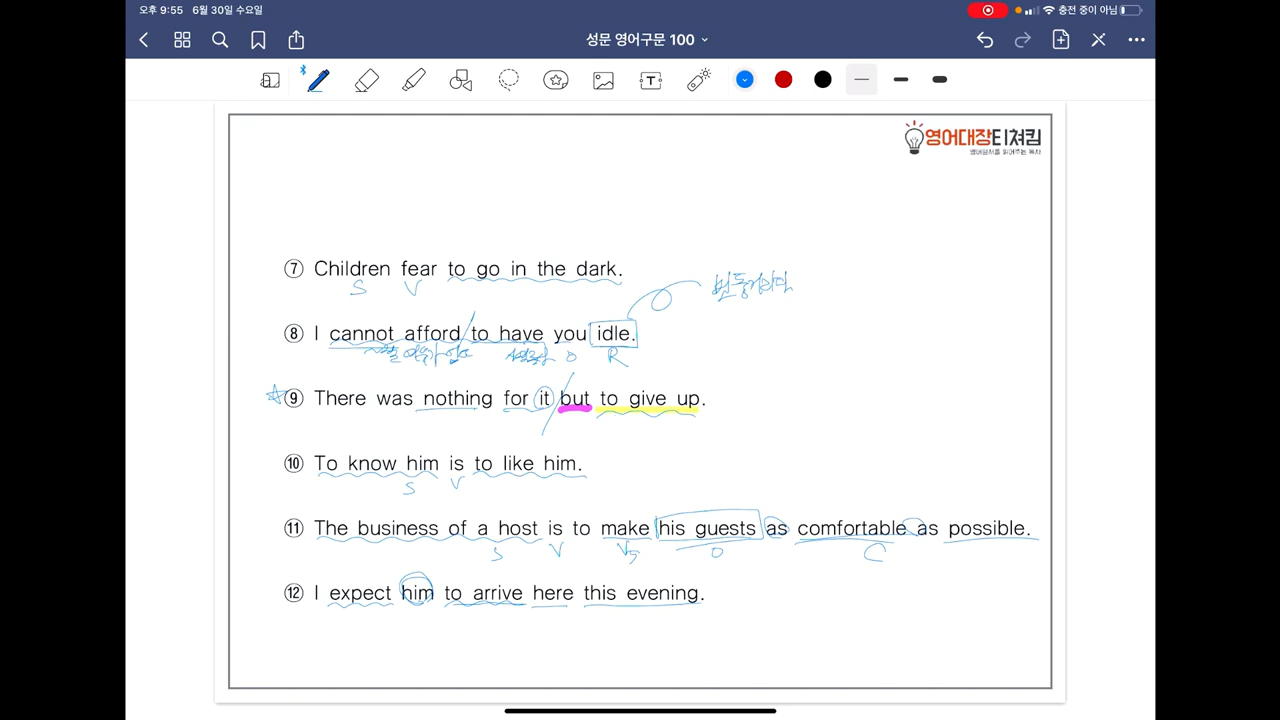 오후 9:55 6월 30일 수요일
충전 중이 아님
성문 영어구문 100
T
영어대장티쳐킴
⑦ Children fear to go in the dark.
S V
번둥거리다
⑧ I cannot afford to have you idle.
O R
⑨ There was nothing for it but to give up.
⑩ To know him is to like him.
S V
⑪ The business of a host is to make his guests as comfortable as possible.
S V V5 O C
⑫ I expect him to arrive here this evening.